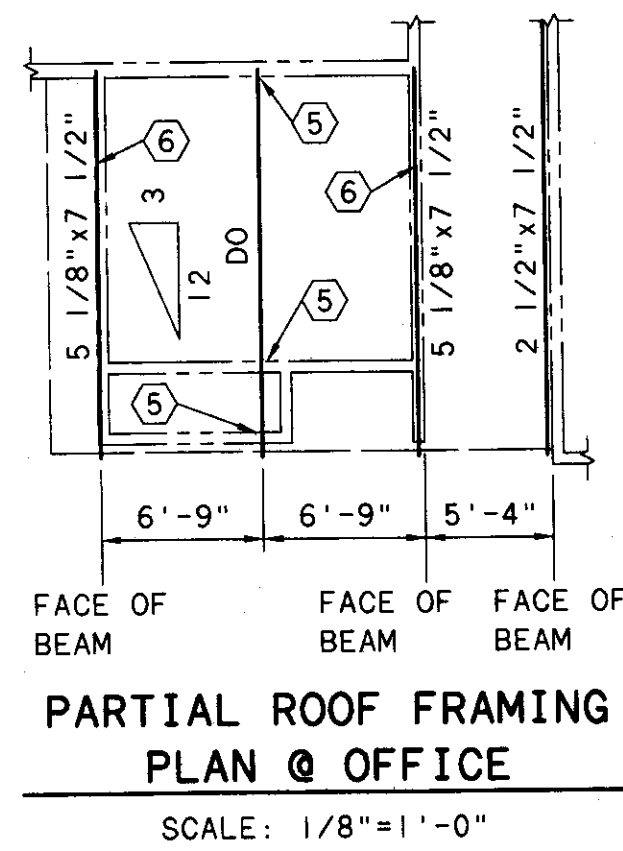 5
6
6
3
12
DO
5
5
5 1/8"x7 1/2"
5 1/8"x7 1/2"
2 1/2"x7 1/2"
6'-9"
6'-9"
5'-4"
FACE OF
BEAM
FACE OF
BEAM
FACE OF
BEAM
PARTIAL ROOF FRAMING
PLAN @ OFFICE
SCALE: 1/8"=1'-0"